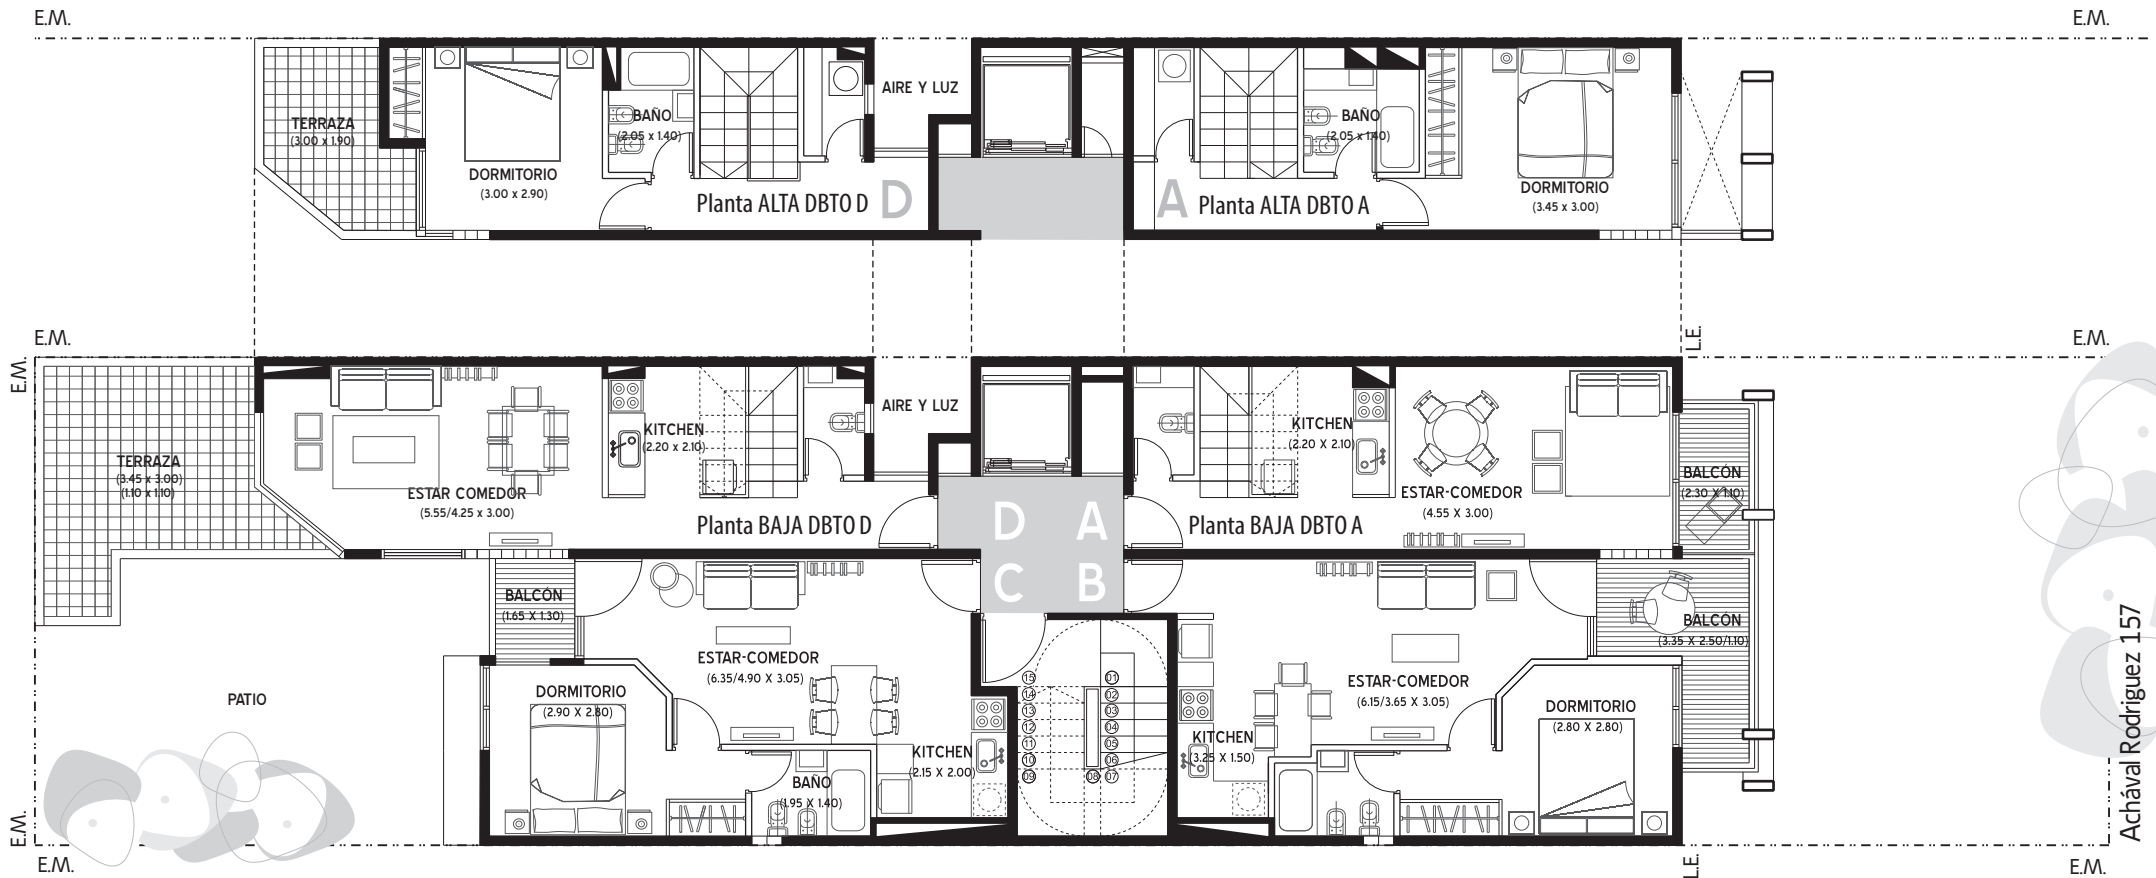 E.M.
E.M.
TERRAZA
(3.00 x 1.90)
DORMITORIO
(3.00 x 2.90)
BAÑO
(2.05 x 1.40)
Planta ALTA DBTO D
D
AIRE Y LUZ
A
Planta ALTA DBTO A
BAÑO
(2.05 x 1.40)
DORMITORIO
(3.45 x 3.00)
E.M.
E.M.
L.E.
E.M.
TERRAZA
(3.45 x 3.00)
(1.10 x 1.10)
ESTAR COMEDOR
(5.55/4.25 x 3.00)
KITCHEN
(2.20 x 2.10)
Planta BAJA DBTO D
AIRE Y LUZ
D A
C B
Planta BAJA DBTO A
KITCHEN
(2.20 X 2.10)
ESTAR-COMEDOR
(4.55 X 3.00)
BALCÓN
(2.30 X 1.10)
PATIO
BALCÓN
(1.65 X 1.30)
DORMITORIO
(2.90 X 2.80)
ESTAR-COMEDOR
(6.35/4.90 X 3.05)
BAÑO
(1.95 X 1.40)
KITCHEN
(2.15 X 2.00)
15 01
14 02
13 03
12 04
11 05
10 06
09 08 07
KITCHEN
(3.25 X 1.50)
ESTAR-COMEDOR
(6.15/3.65 X 3.05)
DORMITORIO
(2.80 X 2.80)
BALCÓN
(3.35 X 2.50/1.10)
Achával Rodriguez 157
E.M.
E.M.
L.E.
E.M.